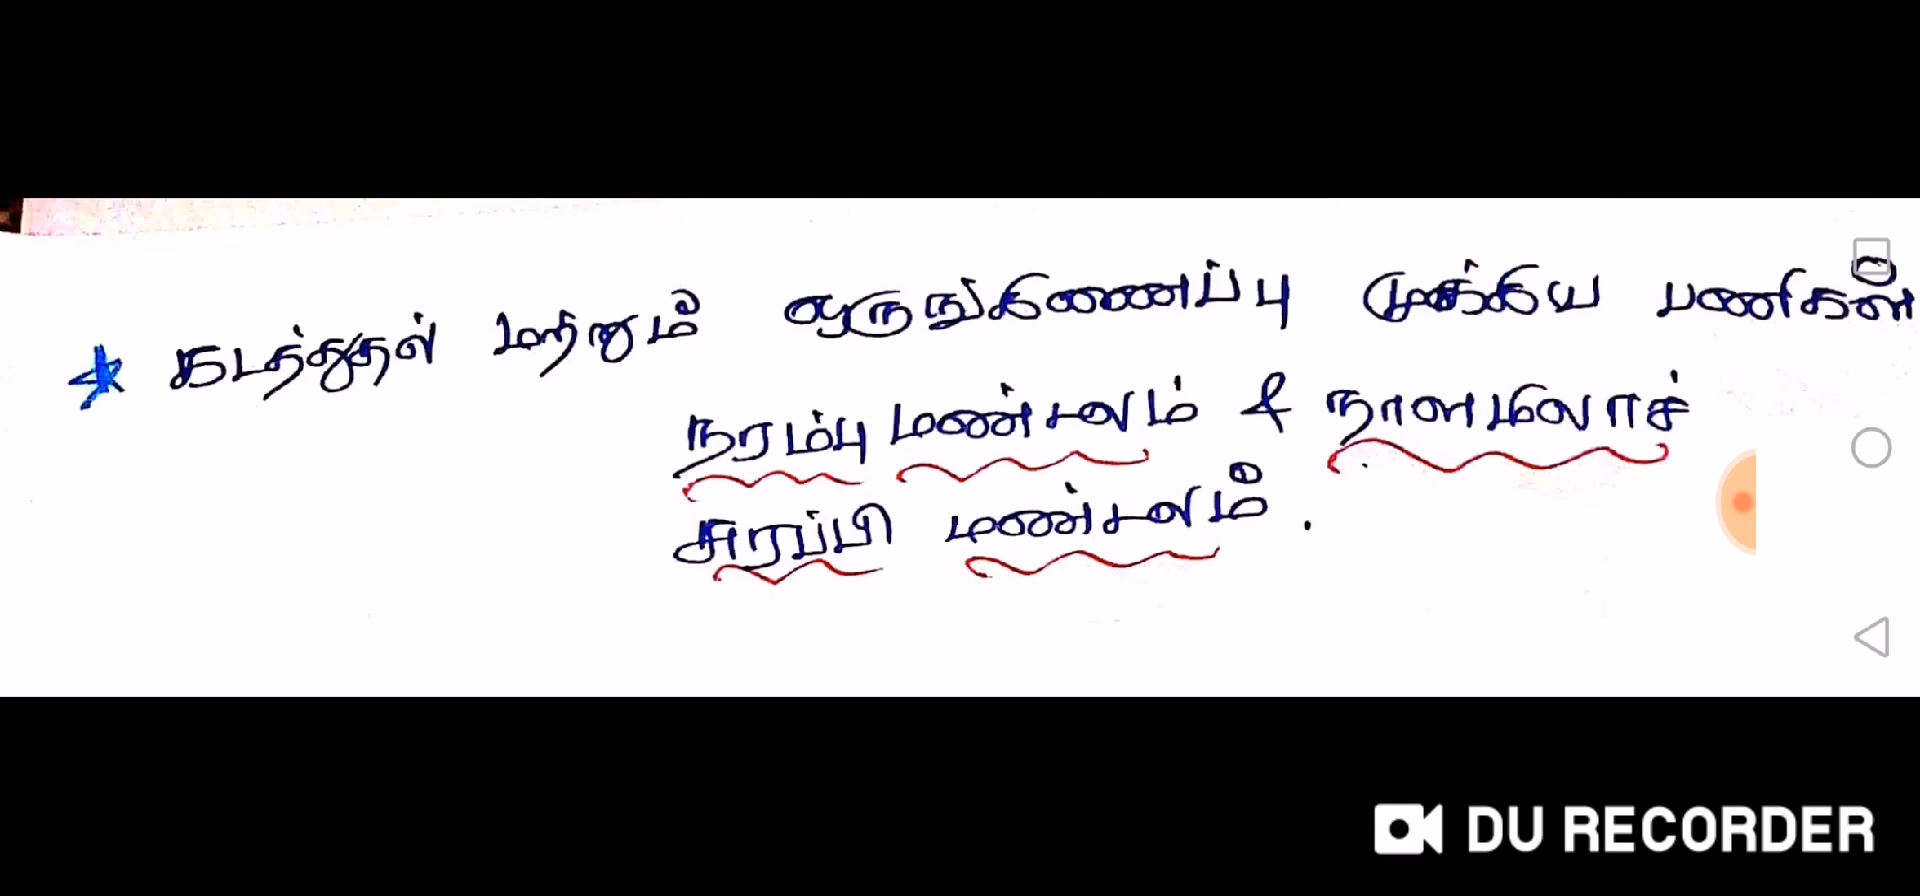 * கடத்துதல் மற்றும் ஒருங்கிணைப்பு முக்கிய பணிகள்
நரம்பு மண்டலம் & நாளமில்லாச்
சுரப்பி மண்டலம்.
DU RECORDER